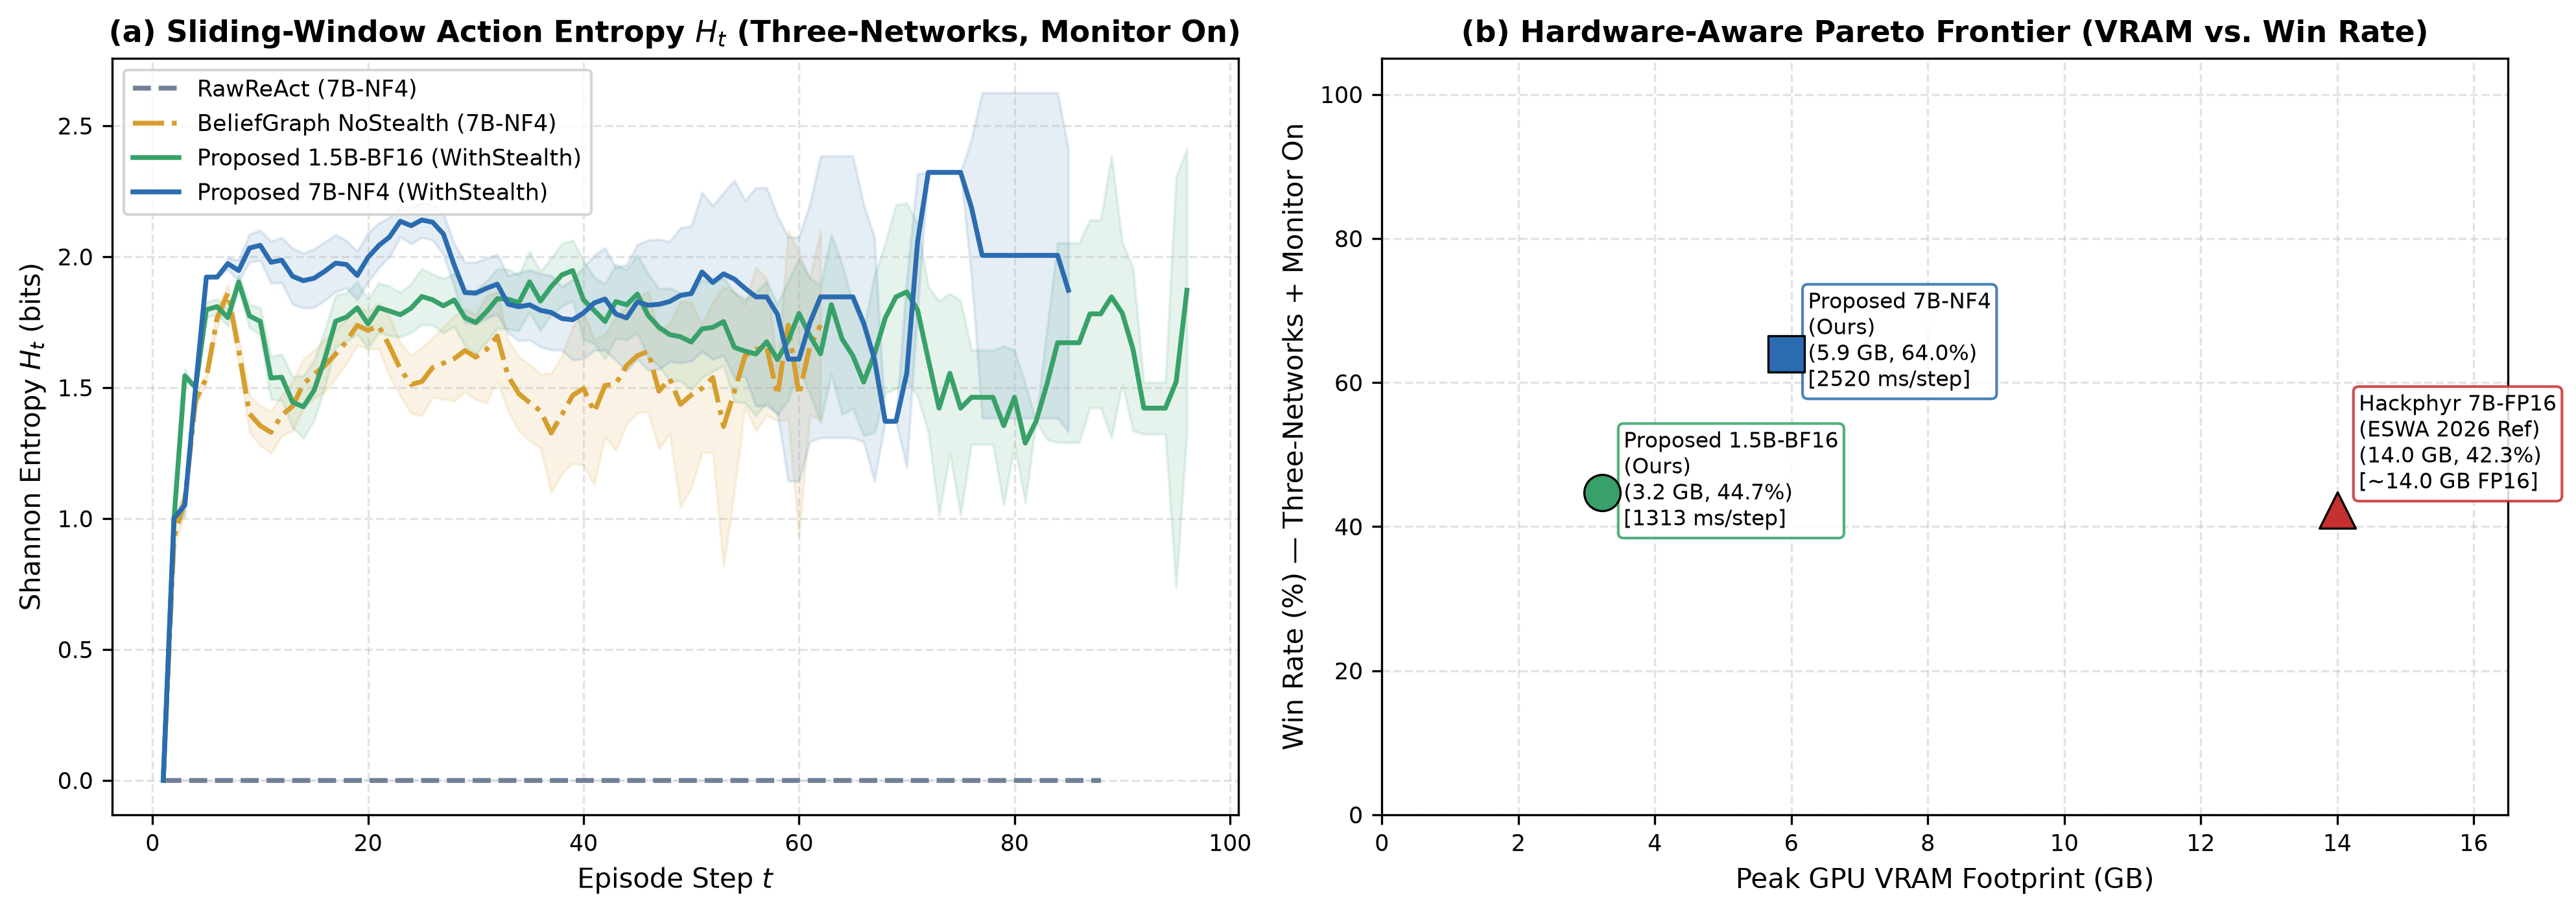 (a) Sliding-Window Action Entropy H_t (Three-Networks, Monitor On)
RawReAct (7B-NF4)
BeliefGraph NoStealth (7B-NF4)
Proposed 1.5B-BF16 (WithStealth)
Proposed 7B-NF4 (WithStealth)
Shannon Entropy H_t (bits)
2.5
2.0
1.5
1.0
0.5
0.0
0 20 40 60 80 100
Episode Step t
(b) Hardware-Aware Pareto Frontier (VRAM vs. Win Rate)
Win Rate (%) — Three-Networks + Monitor On
100
80
60
40
20
0
Proposed 7B-NF4
(Ours)
(5.9 GB, 64.0%)
[2520 ms/step]
Proposed 1.5B-BF16
(Ours)
(3.2 GB, 44.7%)
[1313 ms/step]
Hackphyr 7B-FP16
(ESWA 2026 Ref)
(14.0 GB, 42.3%)
[~14.0 GB FP16]
0 2 4 6 8 10 12 14 16
Peak GPU VRAM Footprint (GB)